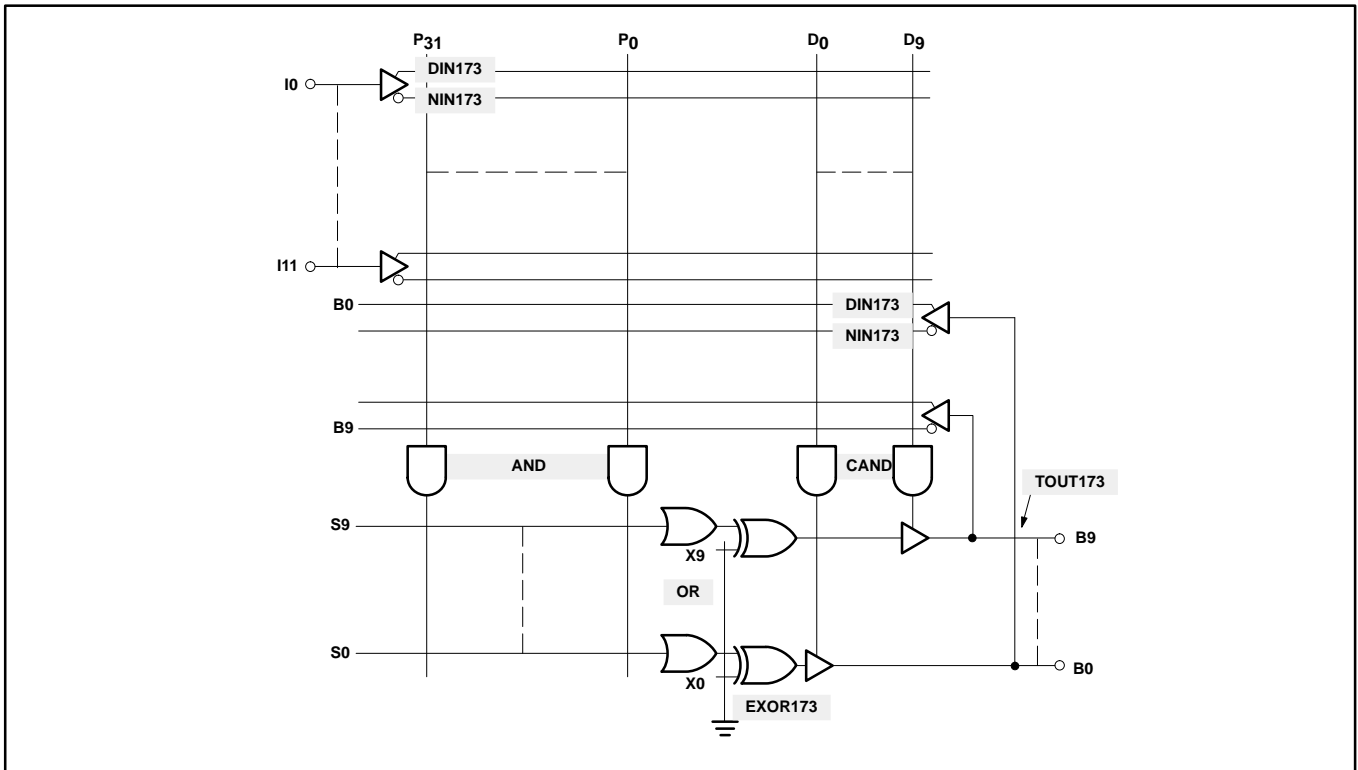 P31 P0 D0 D9
DIN173
I0
NIN173
I11
B0 DIN173
NIN173
B9
AND CAND
TOUT173
S9
X9 B9
OR
S0
X0 B0
EXOR173